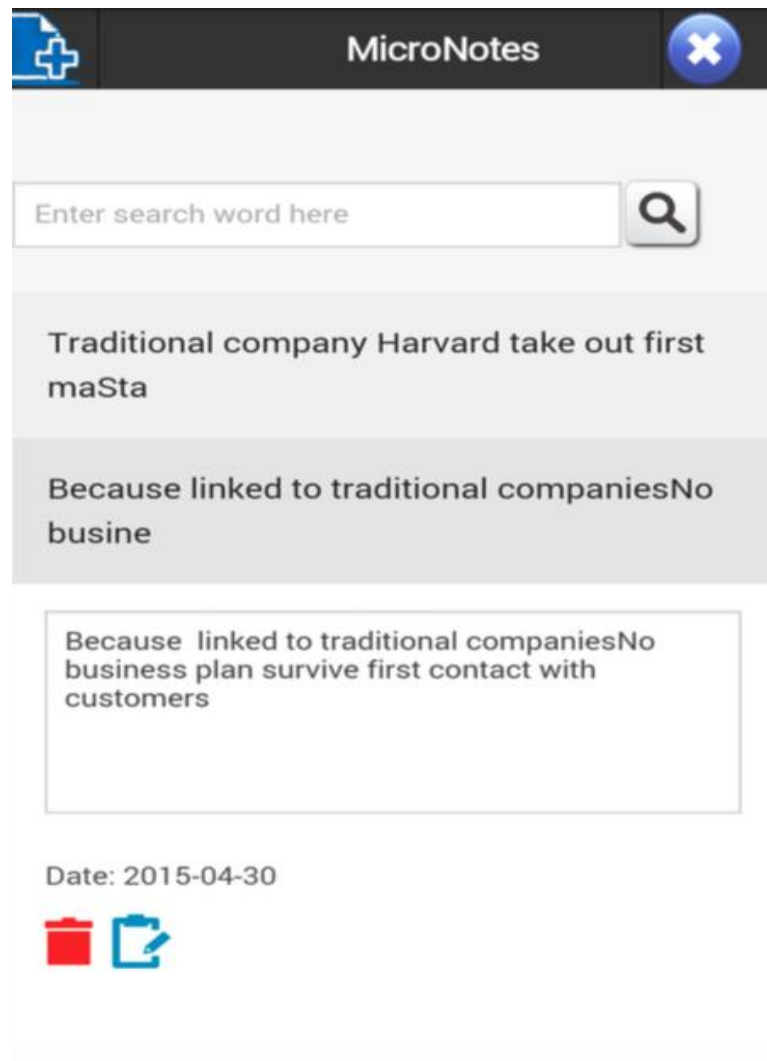 MicroNotes
Enter search word here
Traditional company Harvard take out first
maSta
Because linked to traditional companiesNo
busine
Because  linked to traditional companiesNo
business plan survive first contact with
customers
Date: 2015-04-30